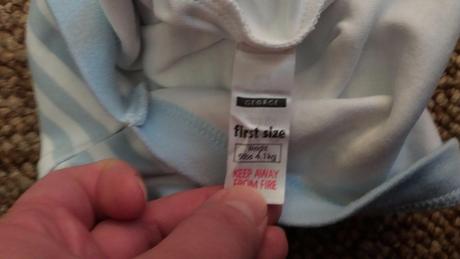 GEORGE
first size
Weight
9lbs 4.1kg
KEEP AWAY
FROM FIRE